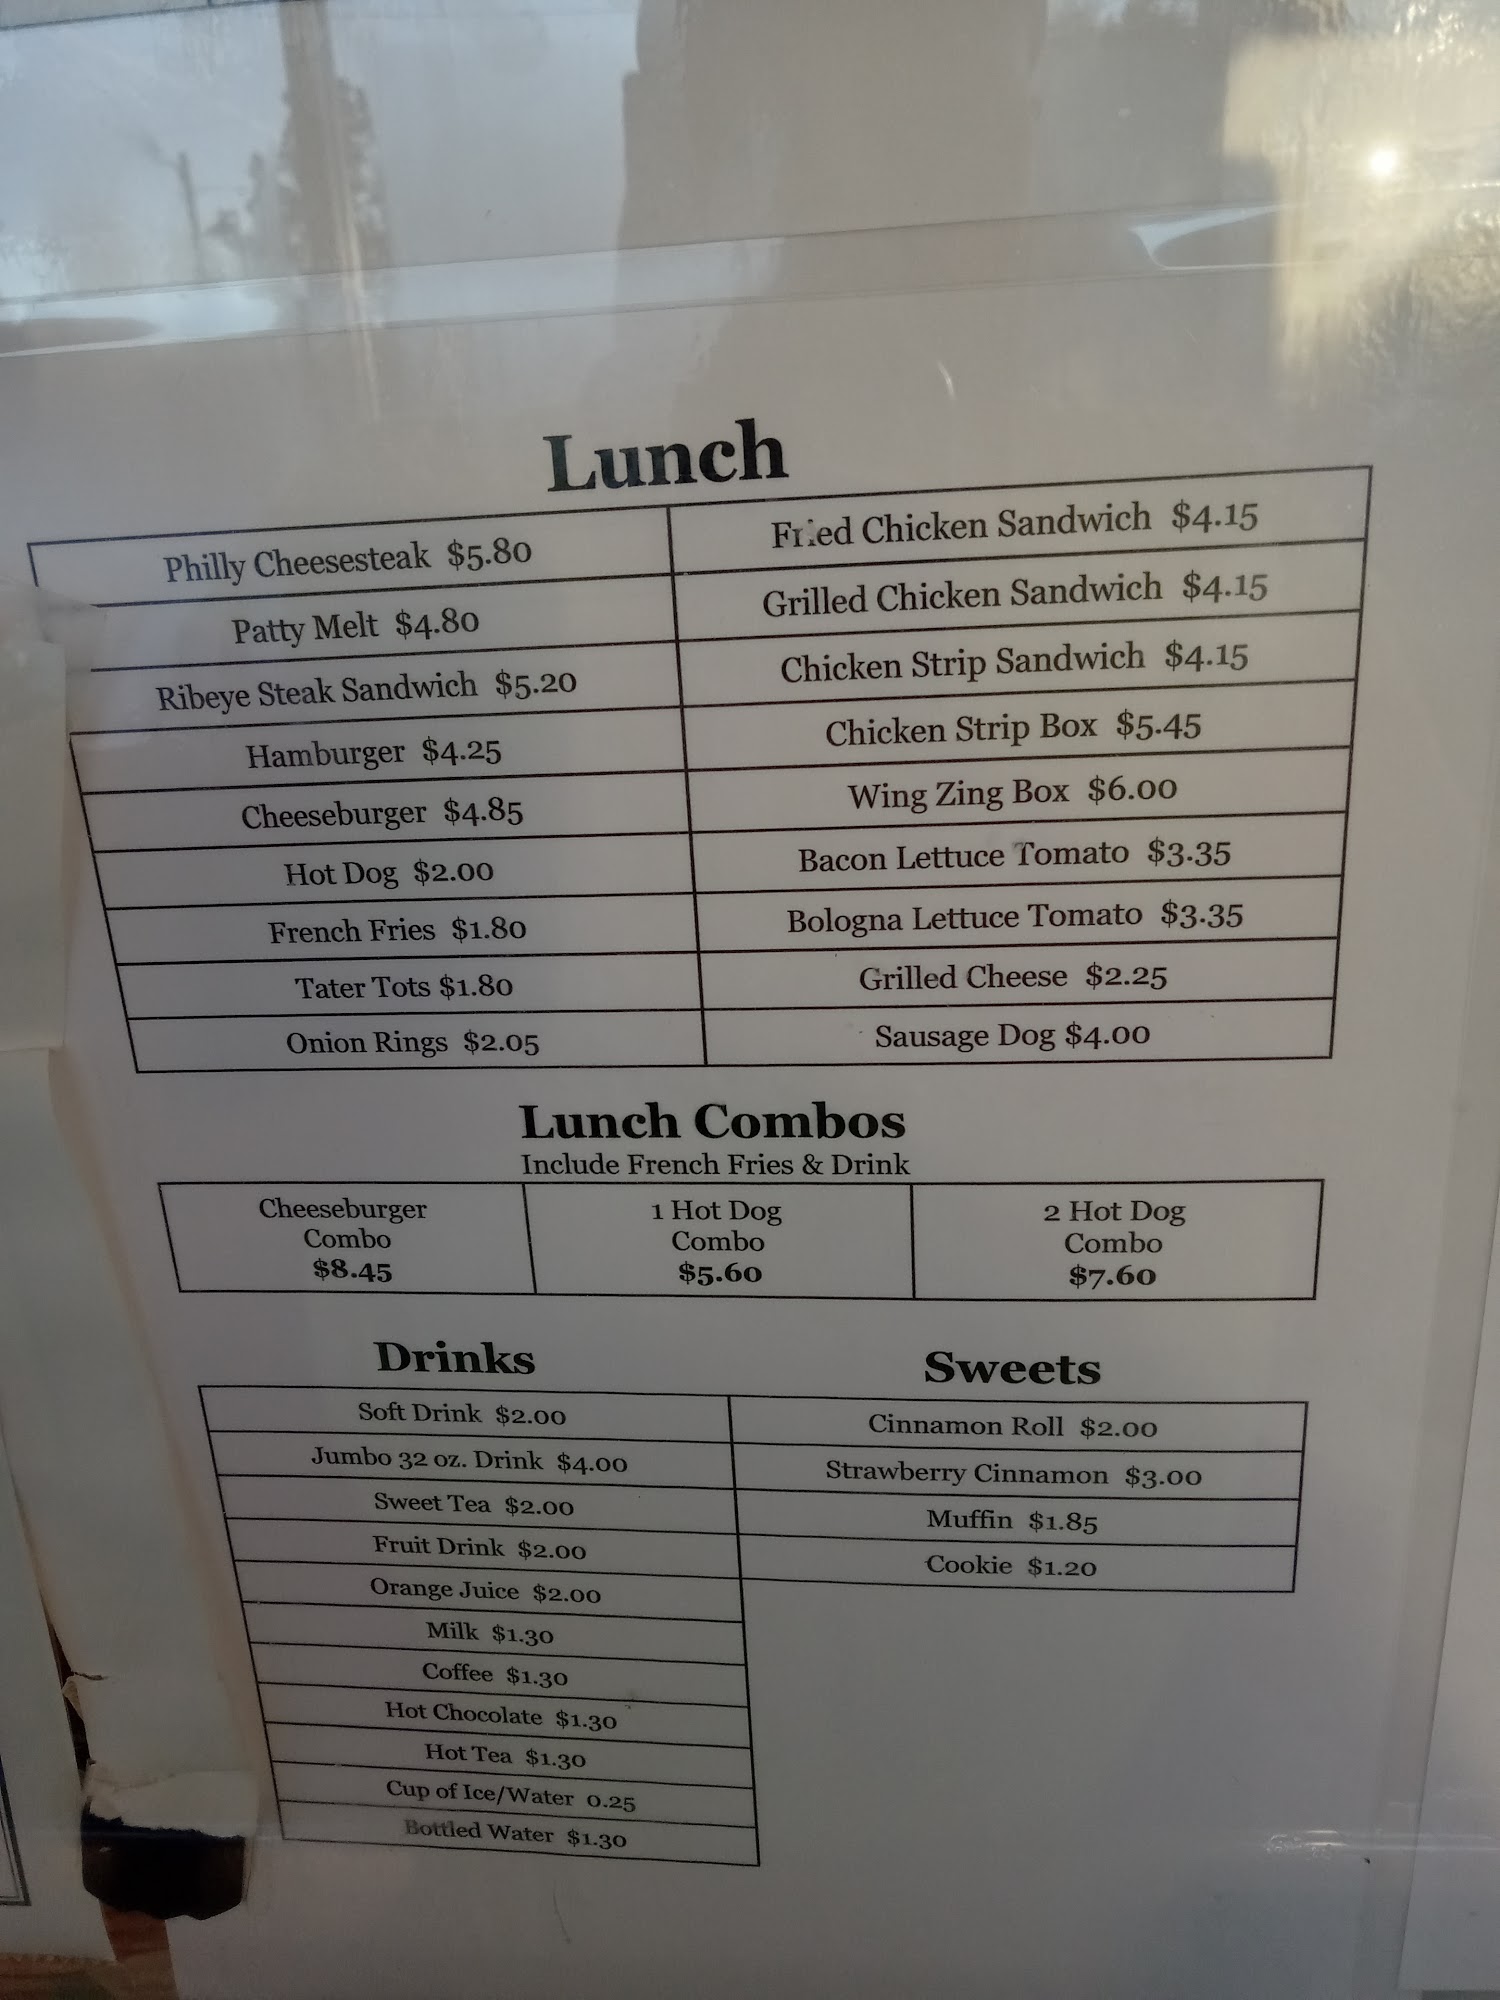 Lunch
Philly Cheesesteak $5.80
Fried Chicken Sandwich $4.15
Patty Melt $4.80
Grilled Chicken Sandwich $4.15
Ribeye Steak Sandwich $5.20
Chicken Strip Sandwich $4.15
Hamburger $4.25
Chicken Strip Box $5.45
Cheeseburger $4.85
Wing Zing Box $6.00
Hot Dog $2.00
Bacon Lettuce Tomato $3.35
French Fries $1.80
Bologna Lettuce Tomato $3.35
Tater Tots $1.80
Grilled Cheese $2.25
Onion Rings $2.05
Sausage Dog $4.00
Lunch Combos
Include French Fries & Drink
Cheeseburger
Combo
$8.45
1 Hot Dog
Combo
$5.60
2 Hot Dog
Combo
$7.60
Drinks
Soft Drink $2.00
Jumbo 32 oz. Drink $4.00
Sweet Tea $2.00
Fruit Drink $2.00
Orange Juice $2.00
Milk $1.30
Coffee $1.30
Hot Chocolate $1.30
Hot Tea $1.30
Cup of Ice/Water 0.25
Bottled Water $1.30
Sweets
Cinnamon Roll $2.00
Strawberry Cinnamon $3.00
Muffin $1.85
Cookie $1.20